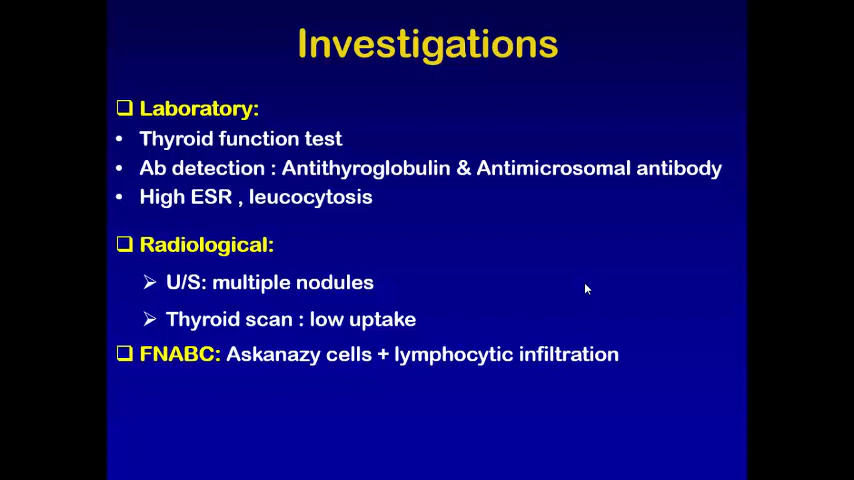 Investigations
❑ Laboratory:
• Thyroid function test
• Ab detection : Antithyroglobulin & Antimicrosomal antibody
• High ESR , leucocytosis
❑ Radiological:
➢ U/S: multiple nodules
➢ Thyroid scan : low uptake
❑ FNABC: Askanazy cells + lymphocytic infiltration